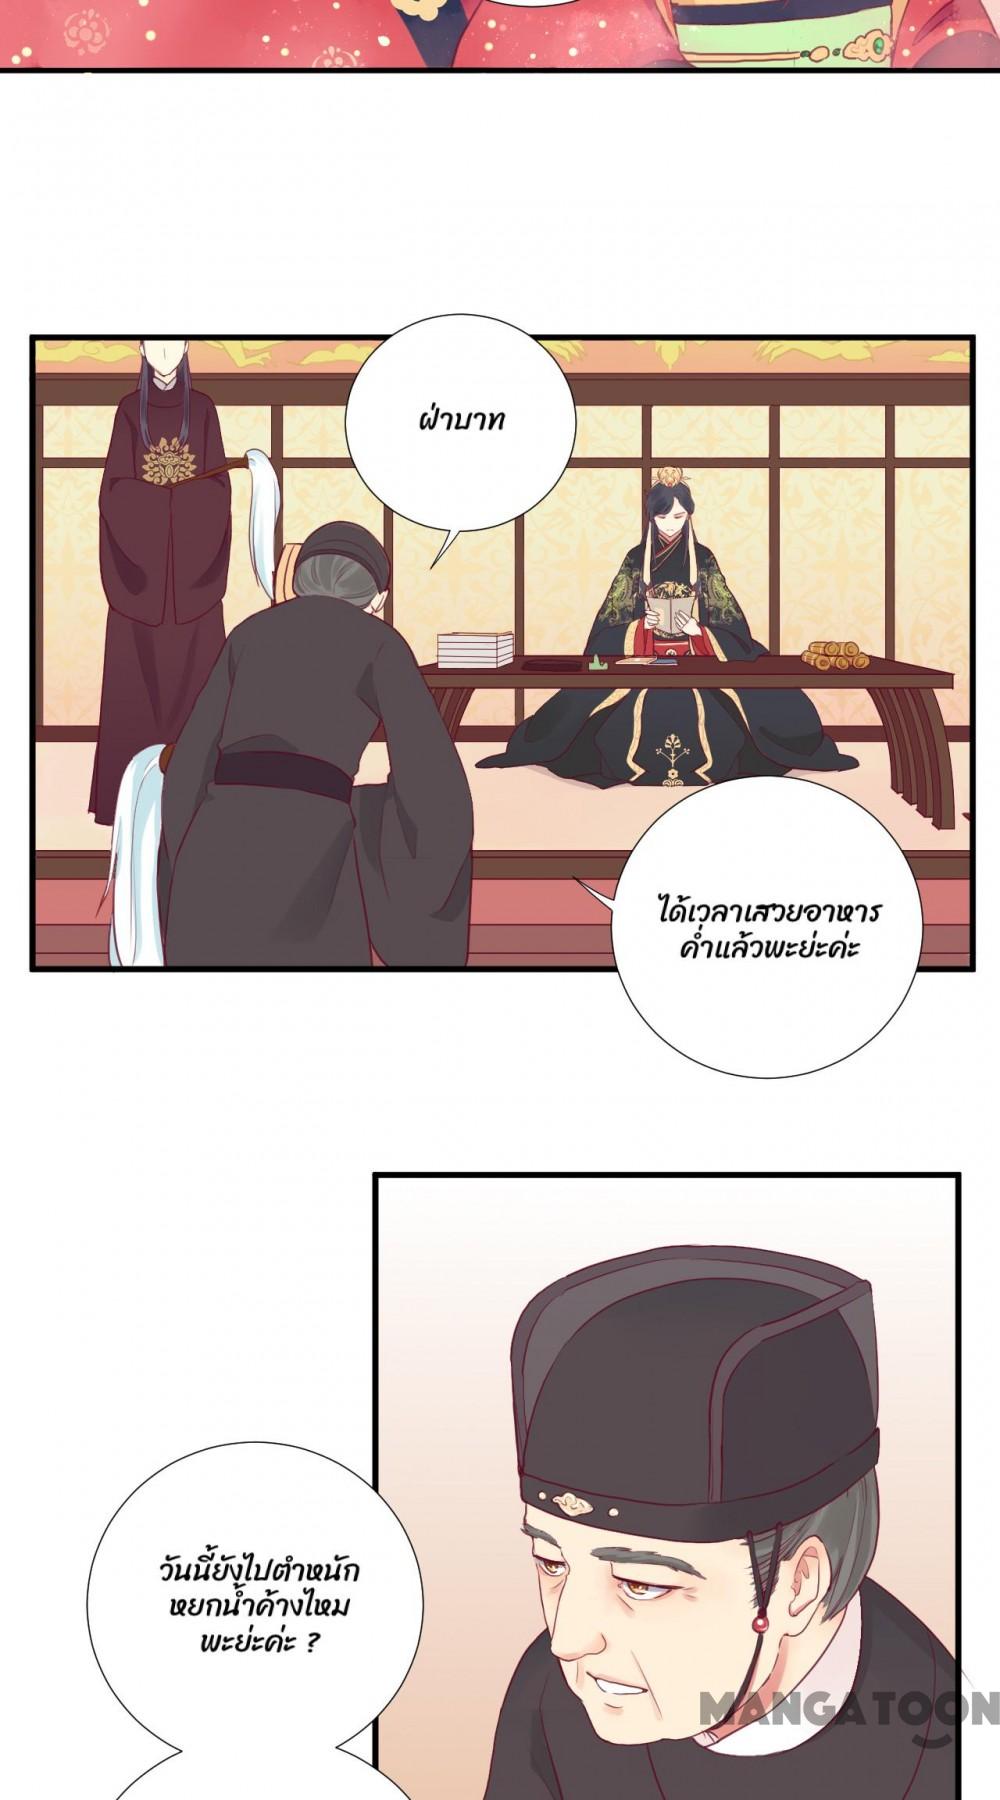 ฝ่าบาท
ได้เวลาเสวยอาหาร
ค่ำแล้วพะย่ะค่ะ
วันนี้ยังไปตำหนัก
หยกน้ำค้างไหม
พะย่ะค่ะ ?
MANGATOON